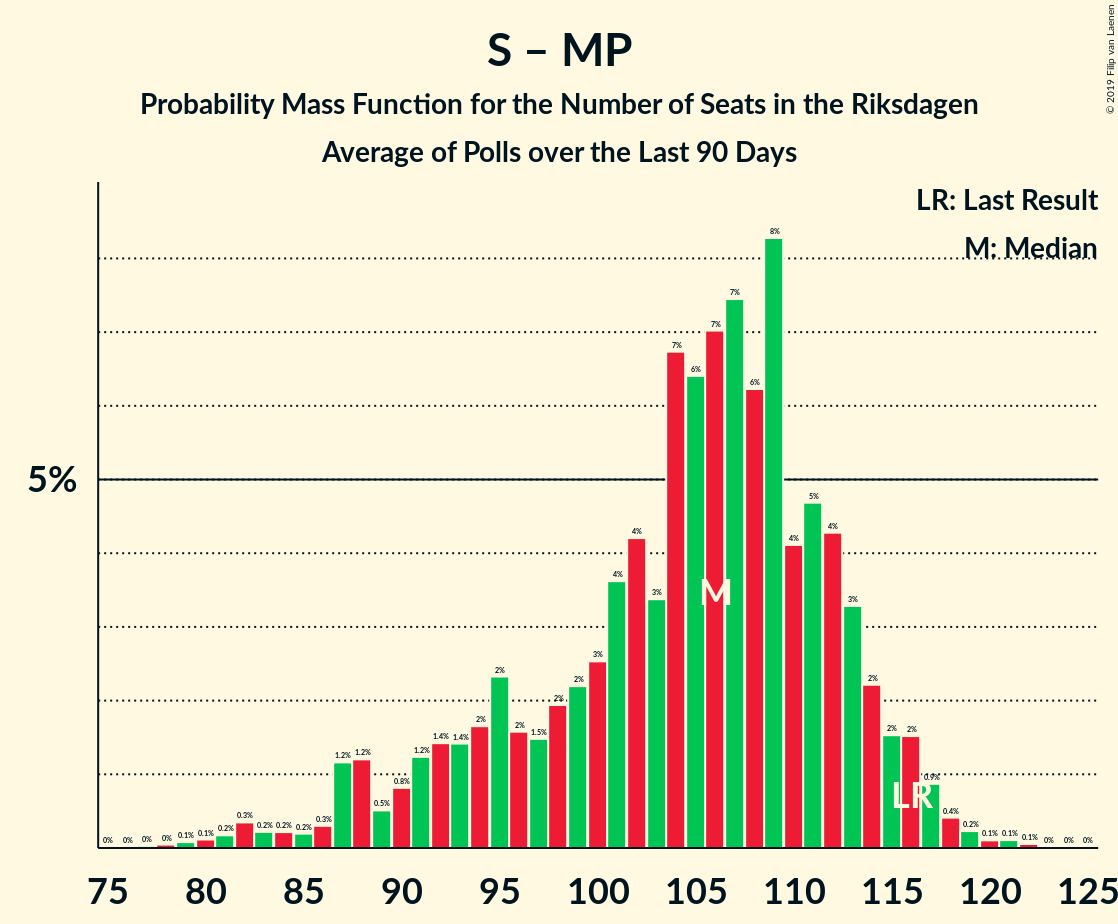 S – MP
Probability Mass Function for the Number of Seats in the Riksdagen
Average of Polls over the Last 90 Days
© 2019 Filip van Laenen
LR: Last Result
M: Median
5%
0% 0% 0% 0% 0.1% 0.1% 0.2% 0.3% 0.2% 0.2% 0.2% 0.3% 1.2% 1.2% 0.5% 0.8% 1.2% 1.4% 1.4% 2% 2% 2% 1.5% 2% 2% 3% 4% 4% 3% 7% 6% 7% 7% 6% 8% 4% 5% 4% 3% 2% 2% 2% 0.9% 0.4% 0.2% 0.1% 0.1% 0.1% 0% 0% 0%
M
LR
75 80 85 90 95 100 105 110 115 120 125